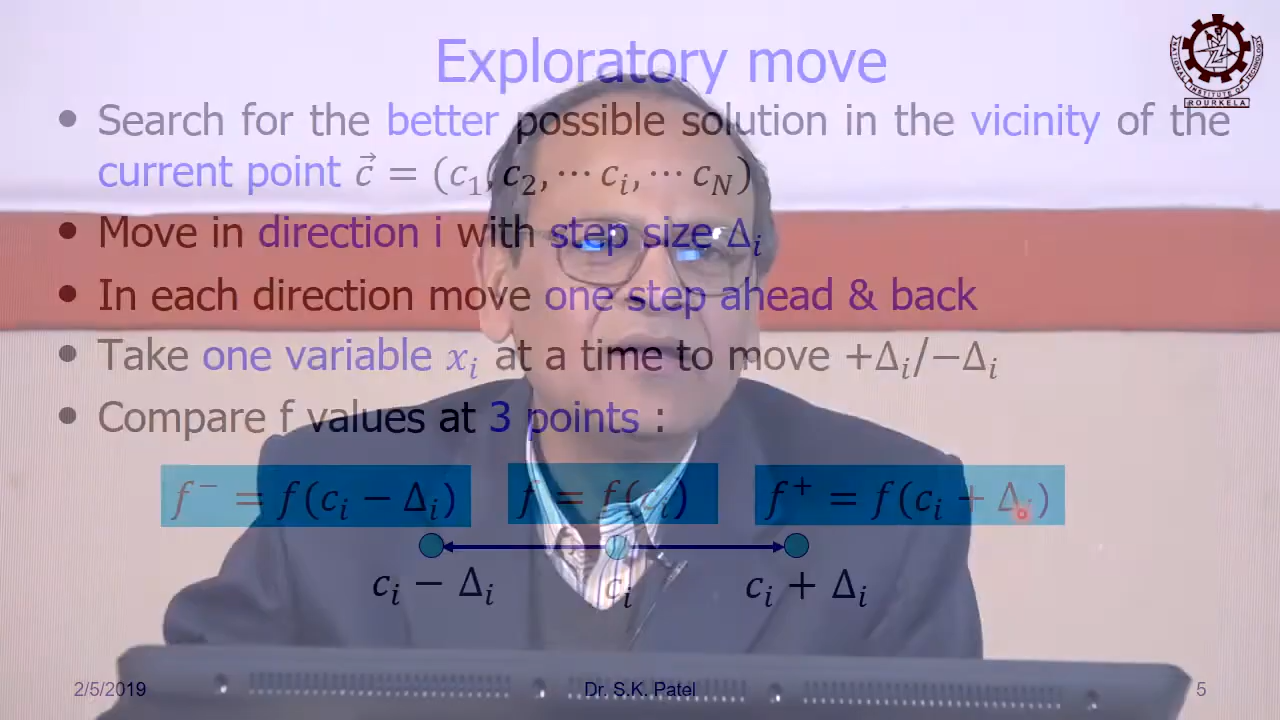 Exploratory move
• Search for the better possible solution in the vicinity of the
current point c⃗ = (c₁, c₂, ⋯ cᵢ, ⋯ c_N)
• Move in direction i with step size Δᵢ
• In each direction move one step ahead & back
• Take one variable xᵢ at a time to move +Δᵢ/−Δᵢ
• Compare f values at 3 points :
f⁻ = f(cᵢ − Δᵢ) f = f(cᵢ) f⁺ = f(cᵢ + Δᵢ)
cᵢ − Δᵢ cᵢ cᵢ + Δᵢ
2/5/2019 Dr. S.K. Patel 5
ROURKELA